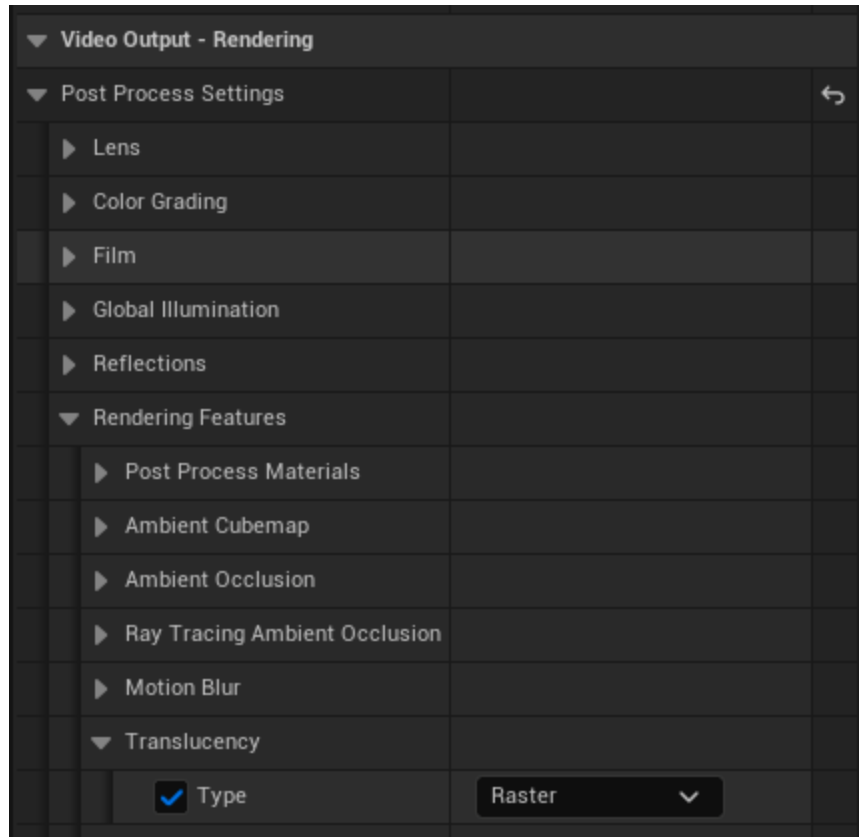 Video Output - Rendering
Post Process Settings
Lens
Color Grading
Film
Global Illumination
Reflections
Rendering Features
Post Process Materials
Ambient Cubemap
Ambient Occlusion
Ray Tracing Ambient Occlusion
Motion Blur
Translucency
Type Raster